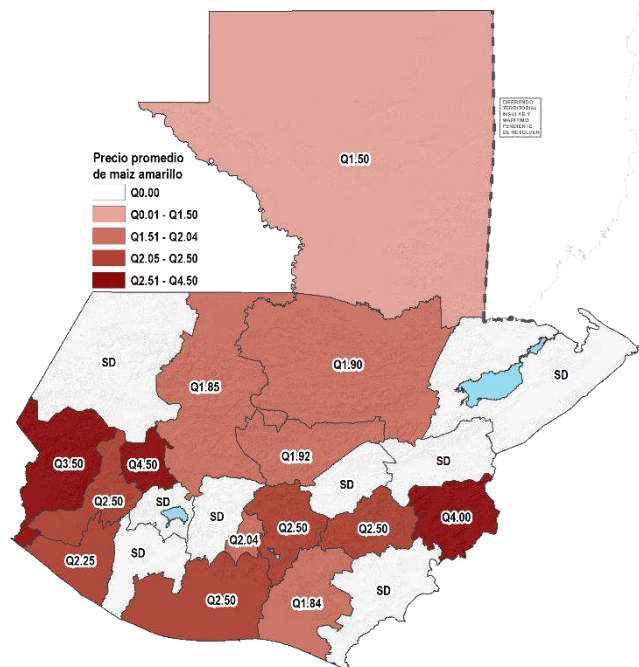 DIFERENDO
TERRITORIAL
INSULAR Y
MARÍTIMO
PENDIENTE
DE RESOLVER
Q1.50
Precio promedio
de maiz amarillo
Q0.00
Q0.01 - Q1.50
Q1.51 - Q2.04
Q2.05 - Q2.50
Q2.51 - Q4.50
SD
Q1.85
Q1.90
SD
Q3.50
Q4.50
Q1.92
SD
SD
Q2.50
SD
SD
Q2.50
Q2.50
Q4.00
Q2.04
Q2.25
SD
Q2.50
Q1.84
SD